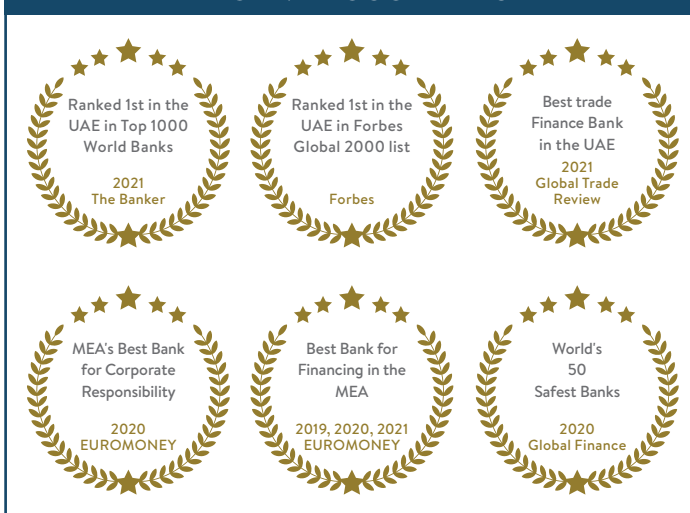 Ranked 1st in the
UAE in Top 1000
World Banks
2021
The Banker
Ranked 1st in the
UAE in Forbes
Global 2000 list
Forbes
Best trade
Finance Bank
in the UAE
2021
Global Trade
Review
MEA's Best Bank
for Corporate
Responsibility
2020
EUROMONEY
Best Bank for
Financing in the
MEA
2019, 2020, 2021
EUROMONEY
World's
50
Safest Banks
2020
Global Finance